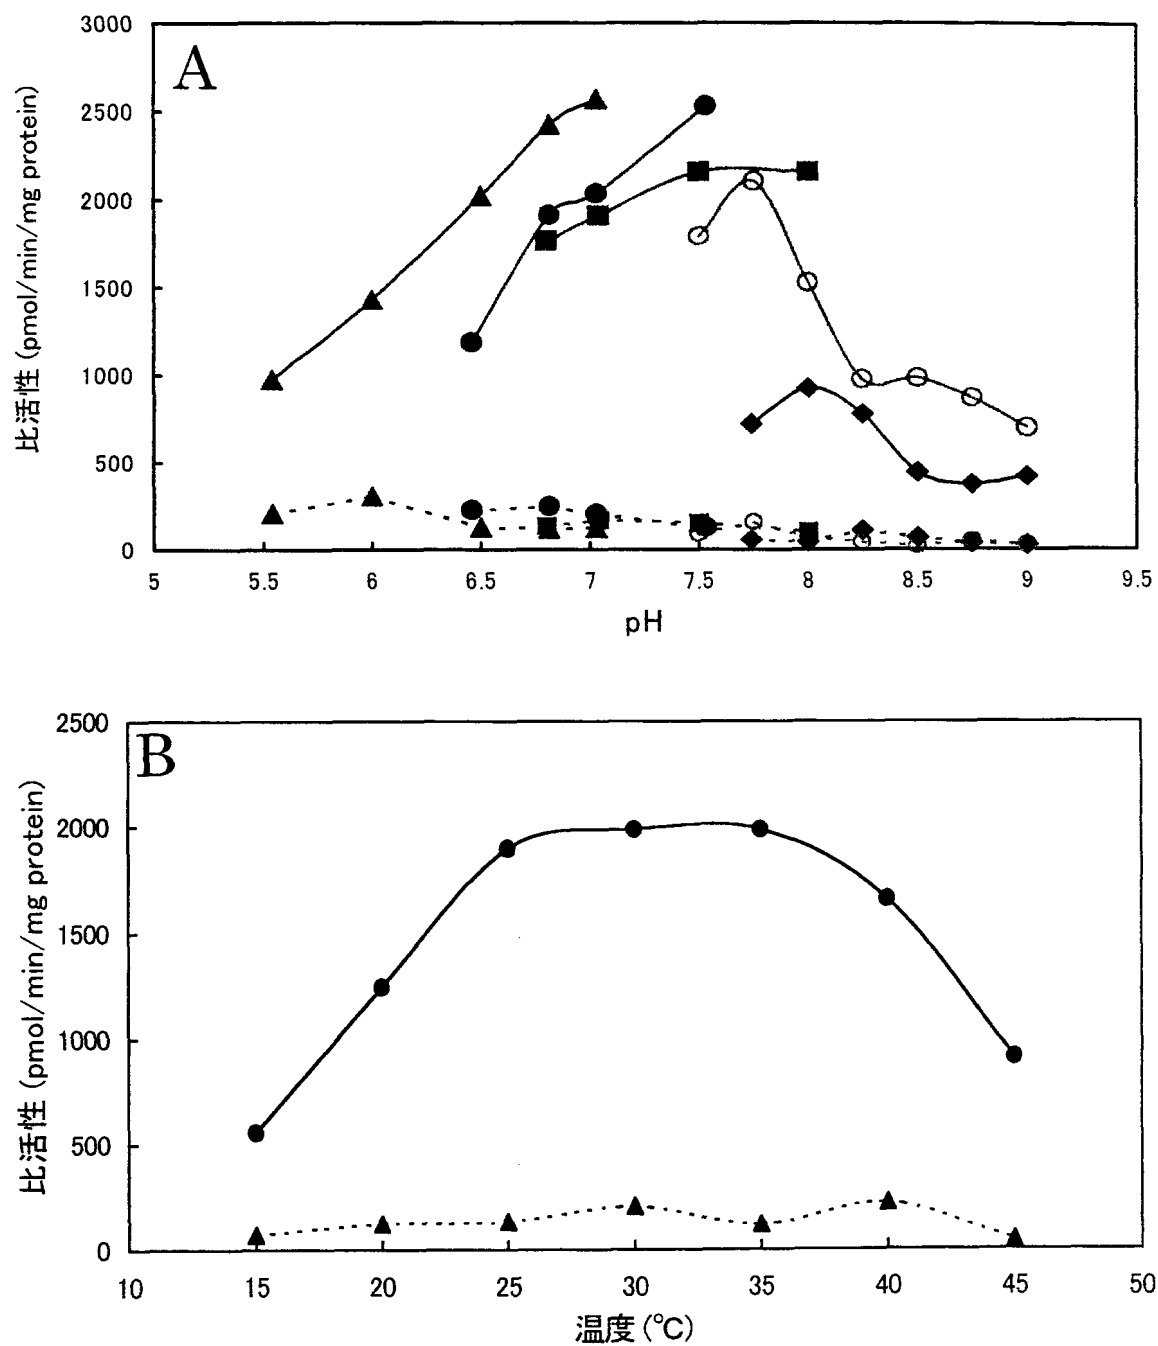 A
比活性 (pmol/min/mg protein)
3000
2500
2000
1500
1000
500
0
5 5.5 6 6.5 7 7.5 8 8.5 9 9.5
pH
B
比活性 (pmol/min/mg protein)
2500
2000
1500
1000
500
0
10 15 20 25 30 35 40 45 50
温度 (℃)